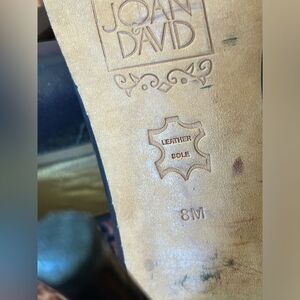 JOAN
& DAVID
LEATHER
SOLE
8M